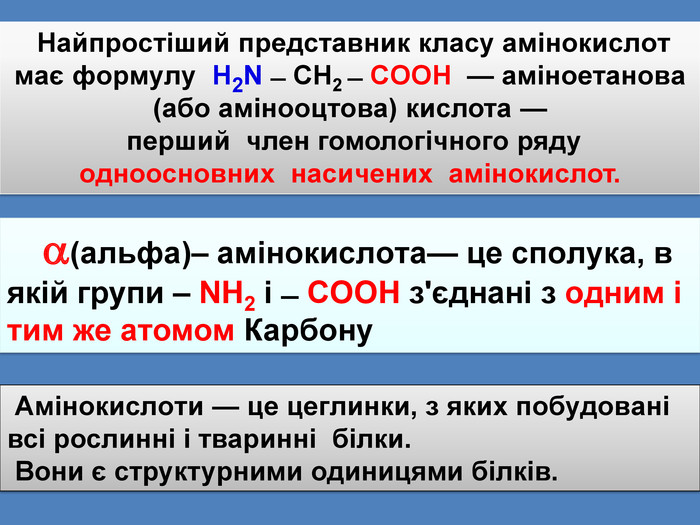 Найпростіший представник класу амінокислот
має формулу H₂N – CH₂ – COOH — аміноетанова
(або амінооцтова) кислота —
перший член гомологічного ряду
одноосновних насичених амінокислот.
α(альфа)– амінокислота— це сполука, в
якій групи – NH₂ і – COOH з'єднані з одним і
тим же атомом Карбону
Амінокислоти — це цеглинки, з яких побудовані
всі рослинні і тваринні білки.
Вони є структурними одиницями білків.